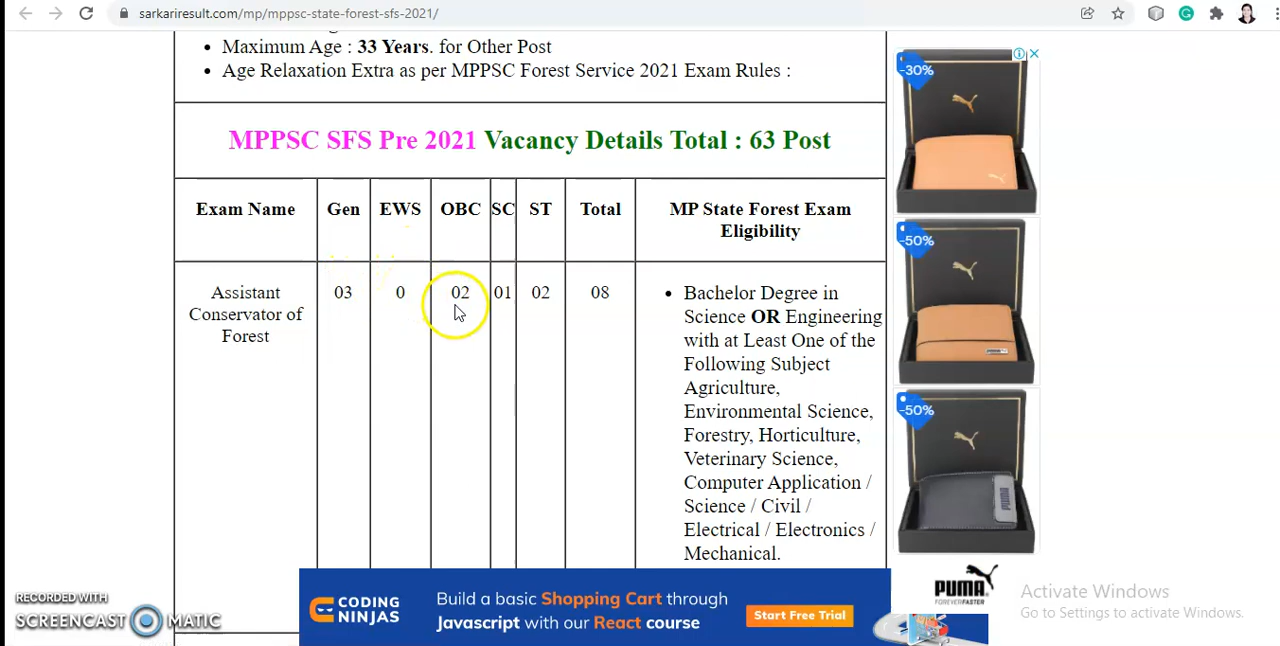 sarkariresult.com/mp/mppsc-state-forest-sfs-2021/
Maximum Age : 33 Years. for Other Post
Age Relaxation Extra as per MPPSC Forest Service 2021 Exam Rules :
MPPSC SFS Pre 2021 Vacancy Details Total : 63 Post
Exam Name Gen EWS OBC SC ST Total MP State Forest Exam
Eligibility
Assistant
Conservator of
Forest
03 0 02 01 02 08
Bachelor Degree in
Science OR Engineering
with at Least One of the
Following Subject
Agriculture,
Environmental Science,
Forestry, Horticulture,
Veterinary Science,
Computer Application /
Science / Civil /
Electrical / Electronics /
Mechanical.
-30%
-50%
-50%
PUMA
PUMA
FOREVER FASTER
CODING
NINJAS
Build a basic Shopping Cart through
Javascript with our React course
Start Free Trial
Activate Windows
Go to Settings to activate Windows.
RECORDED WITH
SCREENCAST MATIC